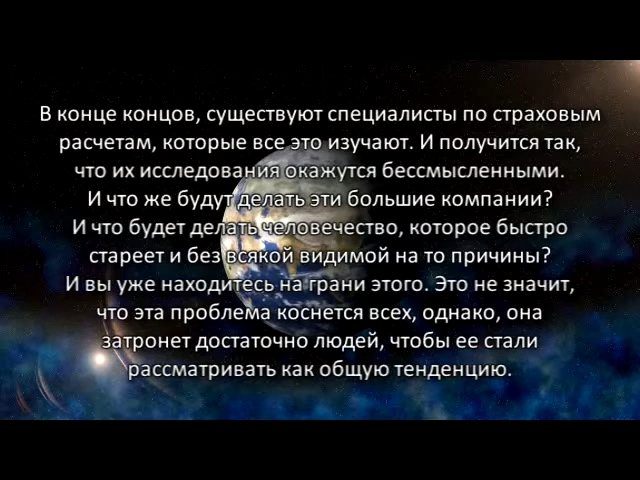 В конце концов, существуют специалисты по страховым
расчетам, которые все это изучают. И получится так,
что их исследования окажутся бессмысленными.
И что же будут делать эти большие компании?
И что будет делать человечество, которое быстро
стареет и без всякой видимой на то причины?
И вы уже находитесь на грани этого. Это не значит,
что эта проблема коснется всех, однако, она
затронет достаточно людей, чтобы ее стали
рассматривать как общую тенденцию.